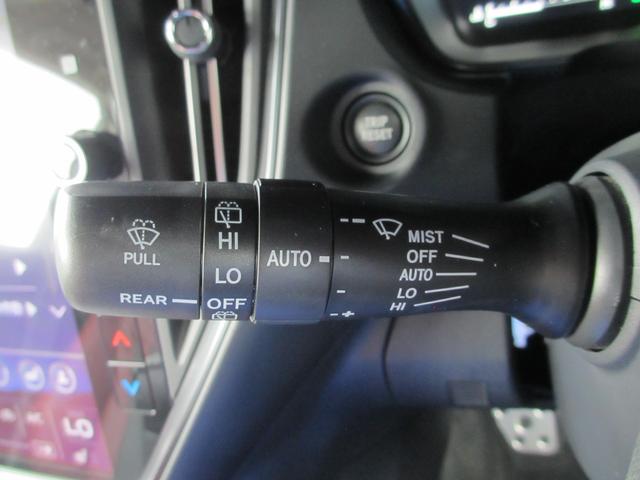 TRIP
RESET
PULL
REAR
HI
LO
OFF
AUTO
MIST
OFF
AUTO
LO
HI
LO